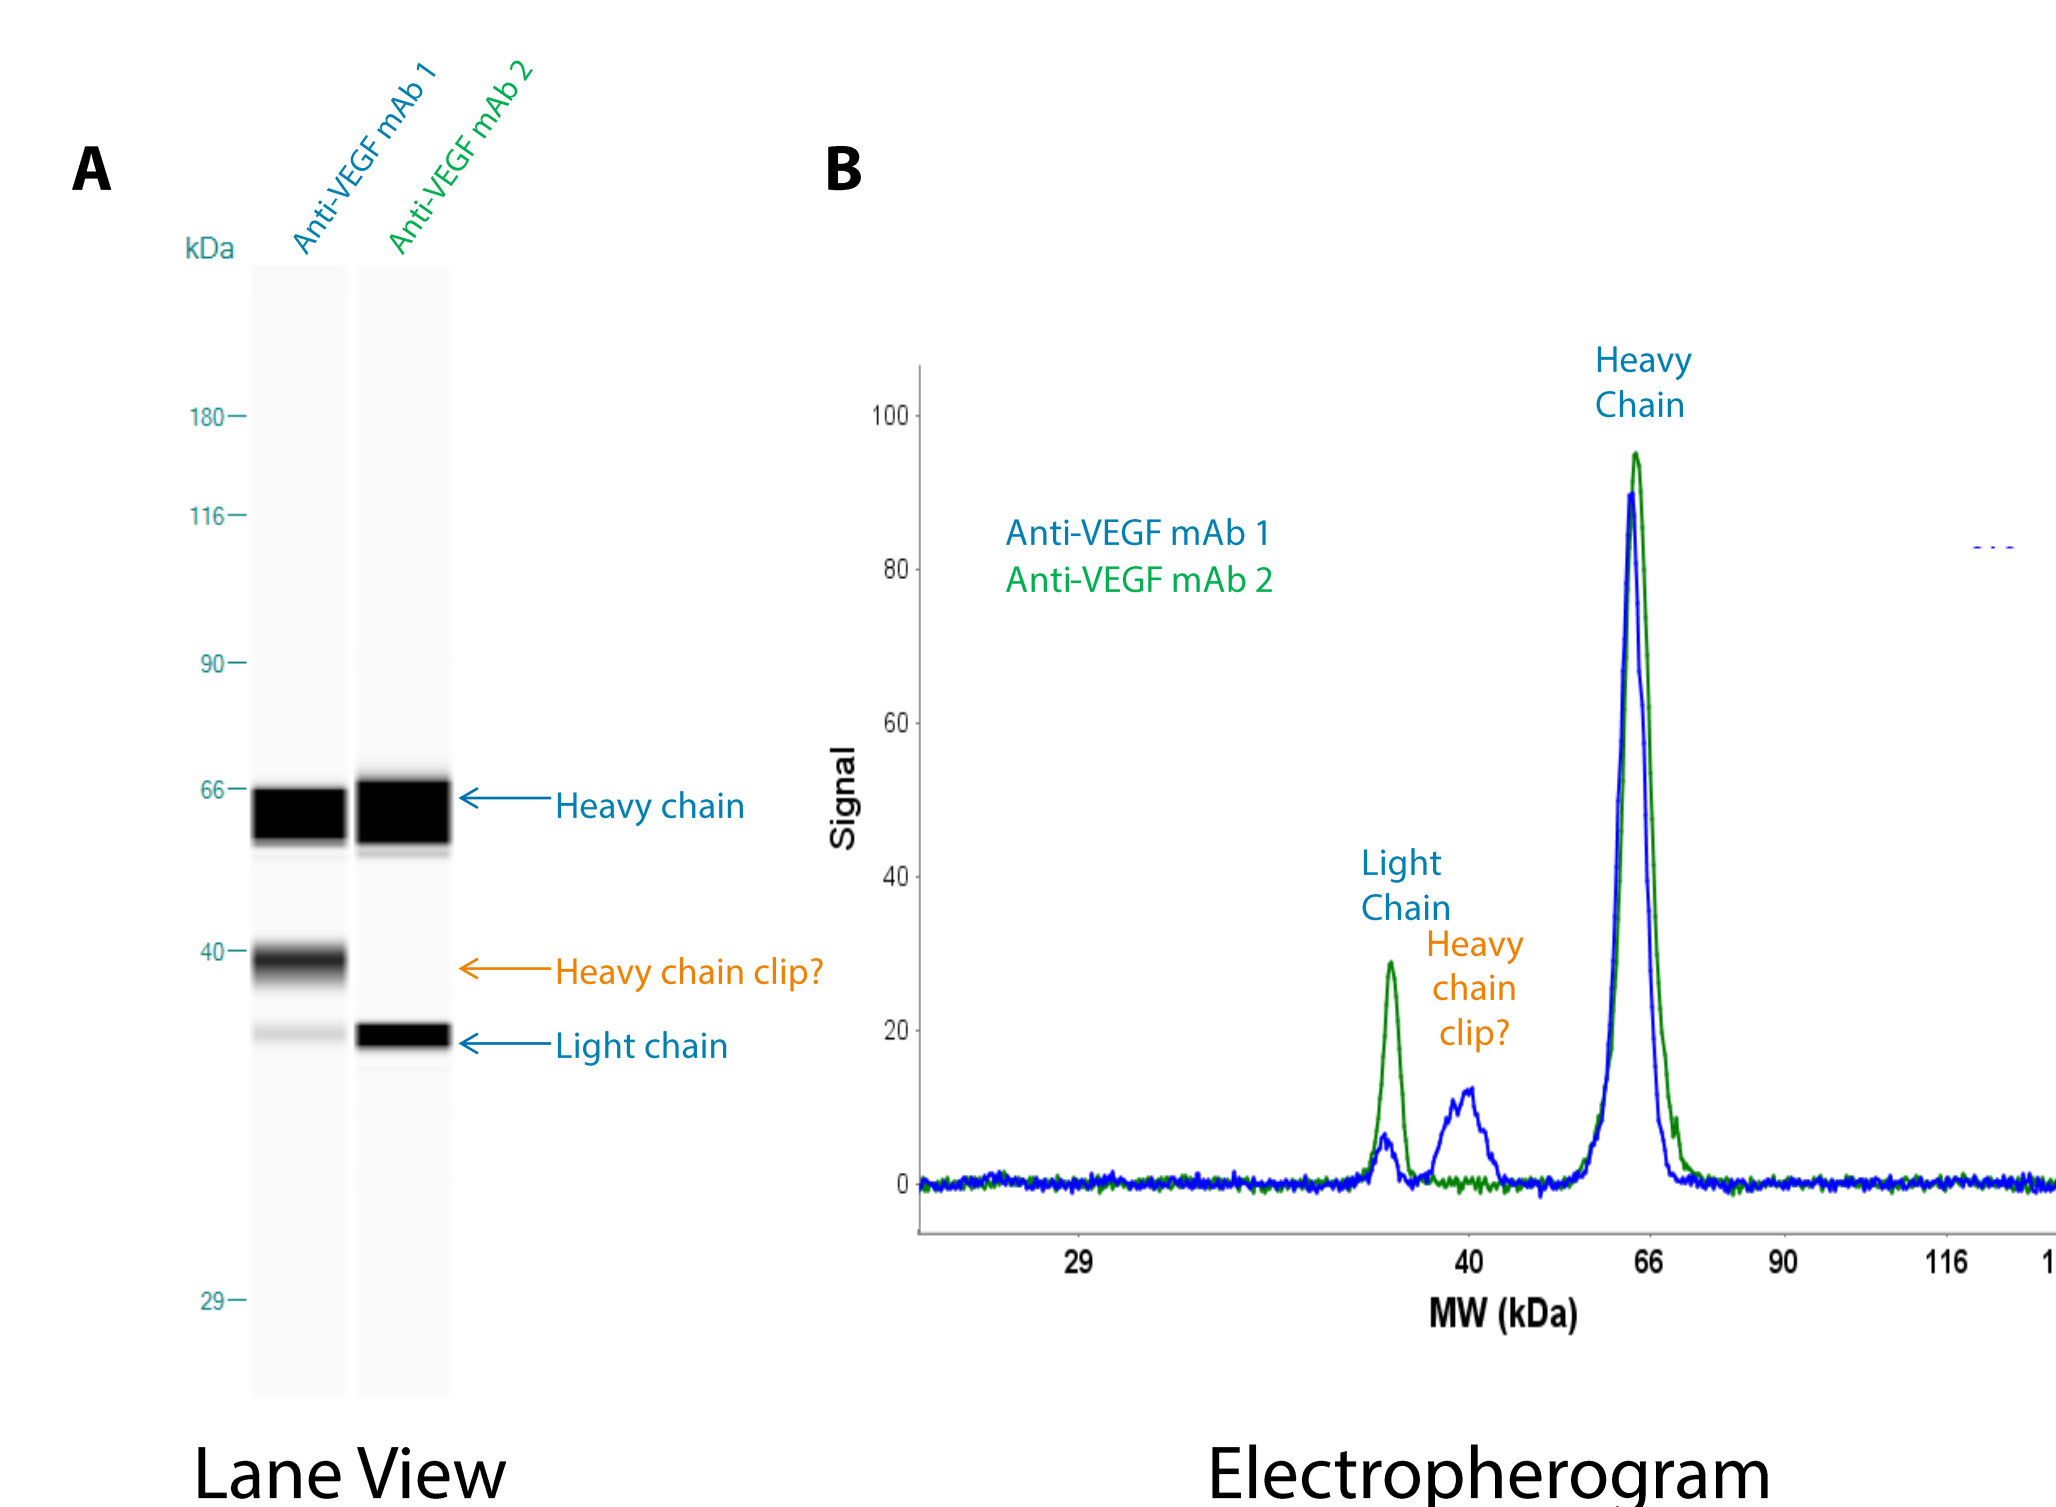 A
Anti-VEGF mAb 1
Anti-VEGF mAb 2
kDa
180
116
90
66
40
29
Heavy chain
Heavy chain clip?
Light chain
Lane View
B
Heavy
Chain
Anti-VEGF mAb 1
Anti-VEGF mAb 2
Light
Chain
Heavy
chain
clip?
Signal
100
80
60
40
20
0
29 40 66 90 116
MW (kDa)
Electropherogram